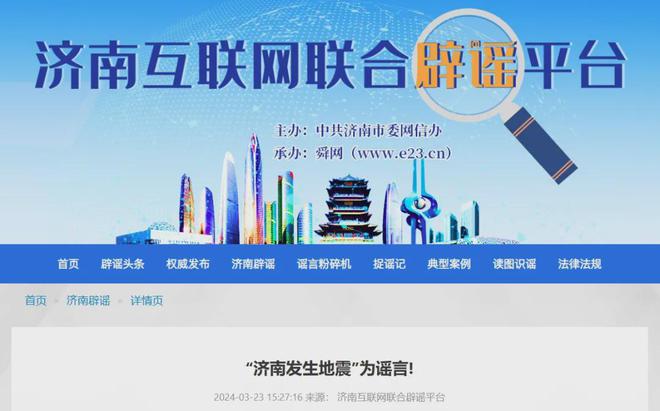 济南互联网联合辟谣平台
主办：中共济南市委网信办
承办：舜网（www.e23.cn）
首页 辟谣头条 权威发布 济南辟谣 谣言粉碎机 捉谣记 典型案例 读图识谣 法律法规
首页 » 济南辟谣 » 详情页
“济南发生地震”为谣言!
2024-03-23 15:27:16 来源： 济南互联网联合辟谣平台